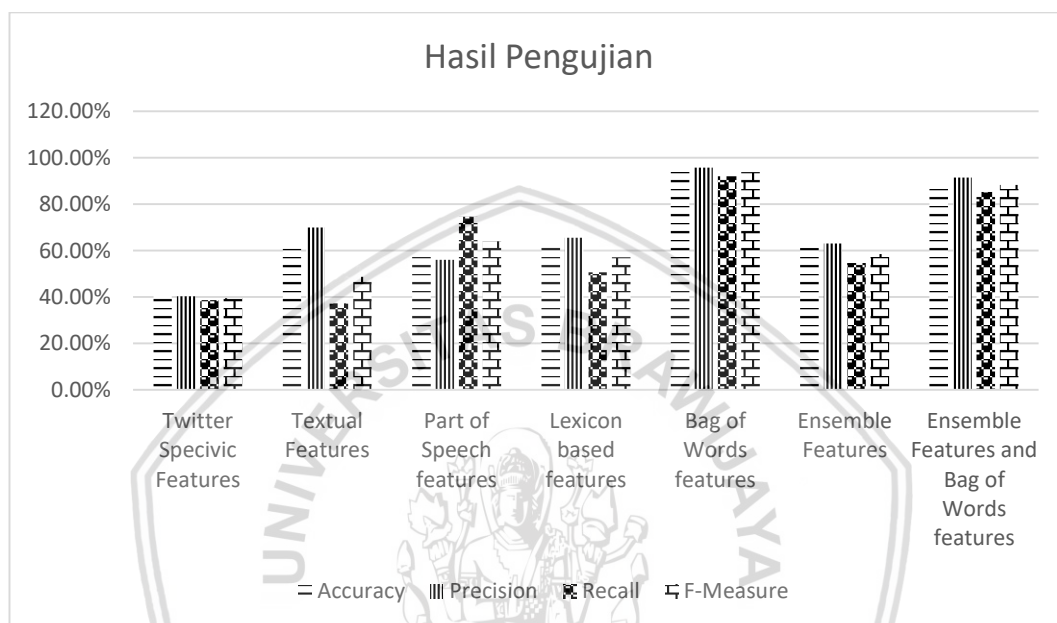 Hasil Pengujian
120.00%
100.00%
80.00%
60.00%
40.00%
20.00%
0.00%
Twitter
Specivic
Features
Textual
Features
Part of
Speech
features
Lexicon
based
features
Bag of
Words
features
Ensemble
Features
Ensemble
Features and
Bag of
Words
features
Accuracy Precision Recall F-Measure
UNIVERSITAS BRAWIJAYA